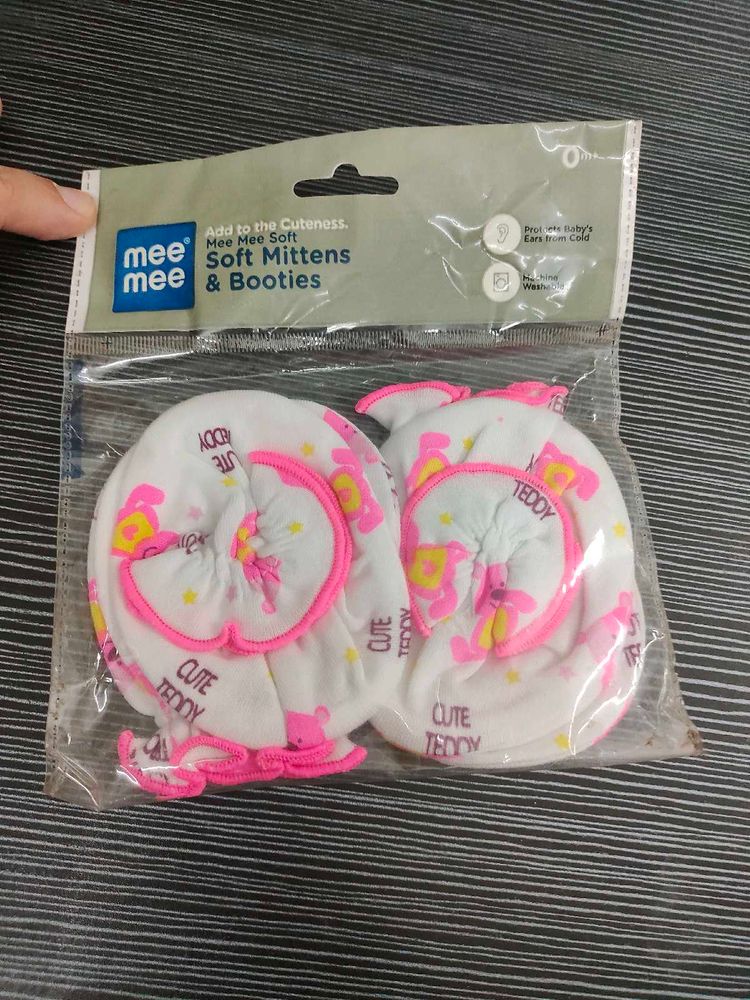 0m+
Add to the Cuteness.
Mee Mee Soft
Soft Mittens
& Booties
mee
mee
Protects Baby's
Ears from Cold
Machine
Washable
TEDDY
CUTE
TEDDY
CUTE
CUTE
TEDDY
CUTE
TEDDY